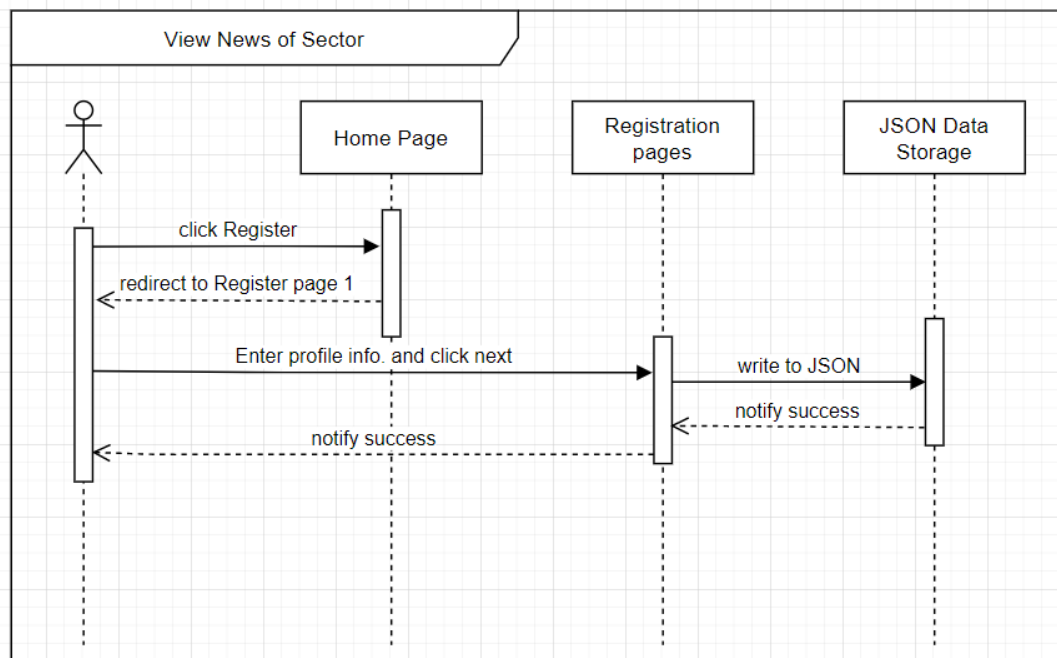 View News of Sector
Home Page
Registration
pages
JSON Data
Storage
click Register
redirect to Register page 1
Enter profile info. and click next
write to JSON
notify success
notify success